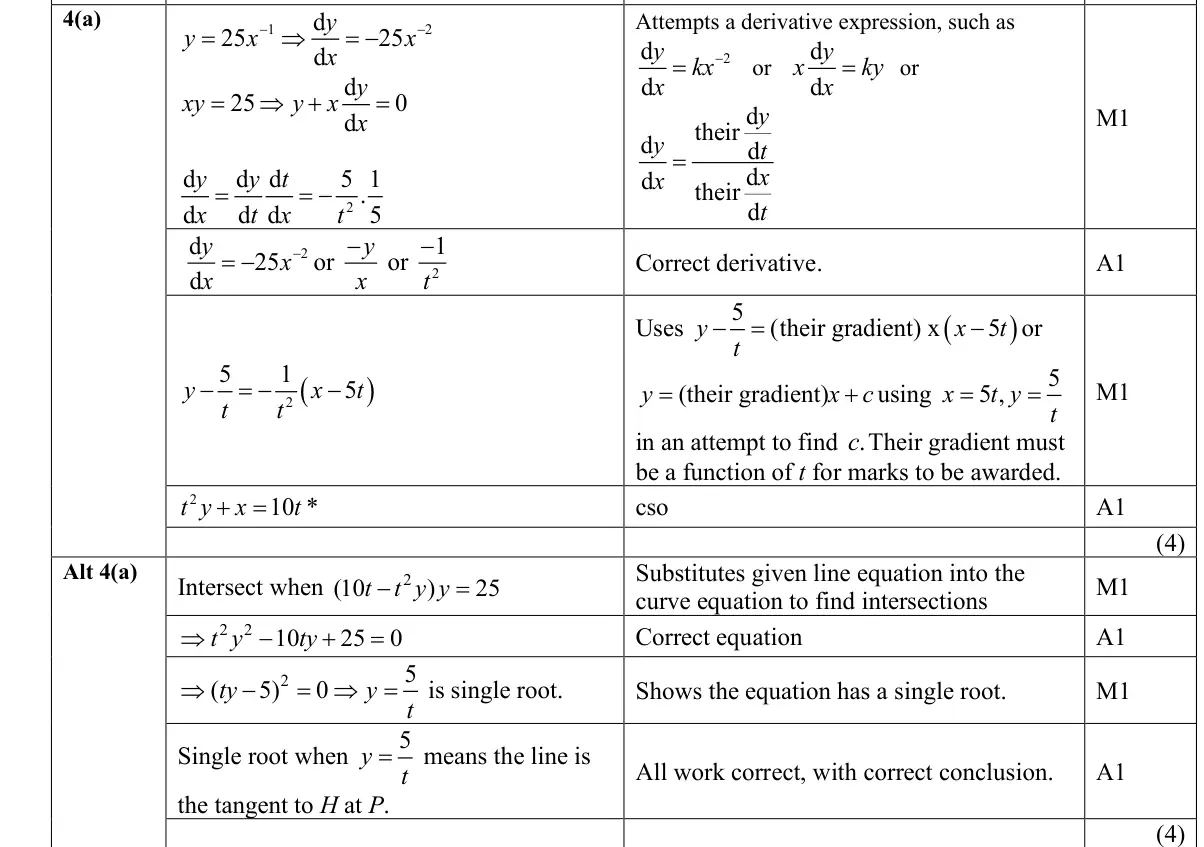 4(a)
y = 25x⁻¹ ⇒ dy/dx = −25x⁻²
xy = 25 ⇒ y + x dy/dx = 0
dy/dx = dy/dt dt/dx = − 5/t² . 1/5
Attempts a derivative expression, such as
dy/dx = kx⁻² or x dy/dx = ky or
dy/dx = (their dy/dt)/(their dx/dt)
M1
dy/dx = −25x⁻² or −y/x or −1/t²
Correct derivative.
A1
y − 5/t = − 1/t² (x − 5t)
Uses y − 5/t = (their gradient) x (x − 5t) or
y = (their gradient)x + c using x = 5t, y = 5/t
in an attempt to find c. Their gradient must
be a function of t for marks to be awarded.
M1
t²y + x = 10t *
cso
A1
(4)
Alt 4(a)
Intersect when (10t − t²y)y = 25
Substitutes given line equation into the
curve equation to find intersections
M1
⇒ t²y² − 10ty + 25 = 0
Correct equation
A1
⇒ (ty − 5)² = 0 ⇒ y = 5/t is single root.
Shows the equation has a single root.
M1
Single root when y = 5/t means the line is
the tangent to H at P.
All work correct, with correct conclusion.
A1
(4)